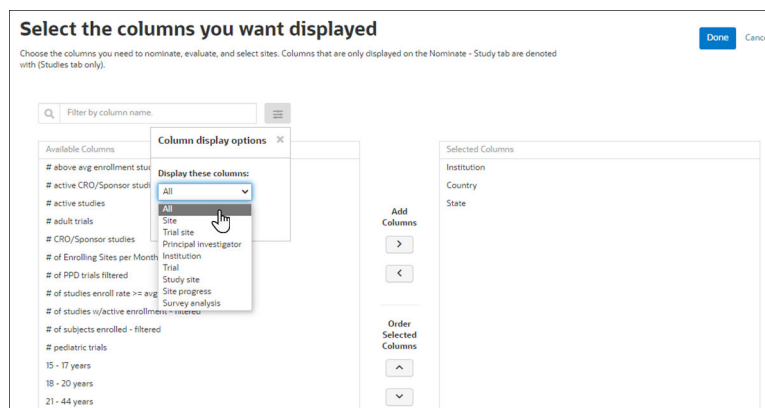 Select the columns you want displayed
Done
Choose the columns you need to nominate, evaluate, and select sites. Columns that are only displayed on the Nominate - Study tab are denoted
with (Studies tab only).
Filter by column name.
Available Columns
# above avg enrollment stud
# active CRO/Sponsor studi
# active studies
# adult trials
# CRO/Sponsor studies
# of Enrolling Sites per Month
# of PPD trials filtered
# of studies enroll rate >= avg
# of studies w/active enrollment - filtered
# of subjects enrolled - filtered
# pediatric trials
15 - 17 years
18 - 20 years
21 - 44 years
Column display options
Display these columns:
All
All
Site
Trial site
Principal investigator
Institution
Trial
Study site
Site progress
Survey analysis
Add
Columns
Order
Selected
Columns
Selected Columns
Institution
Country
State